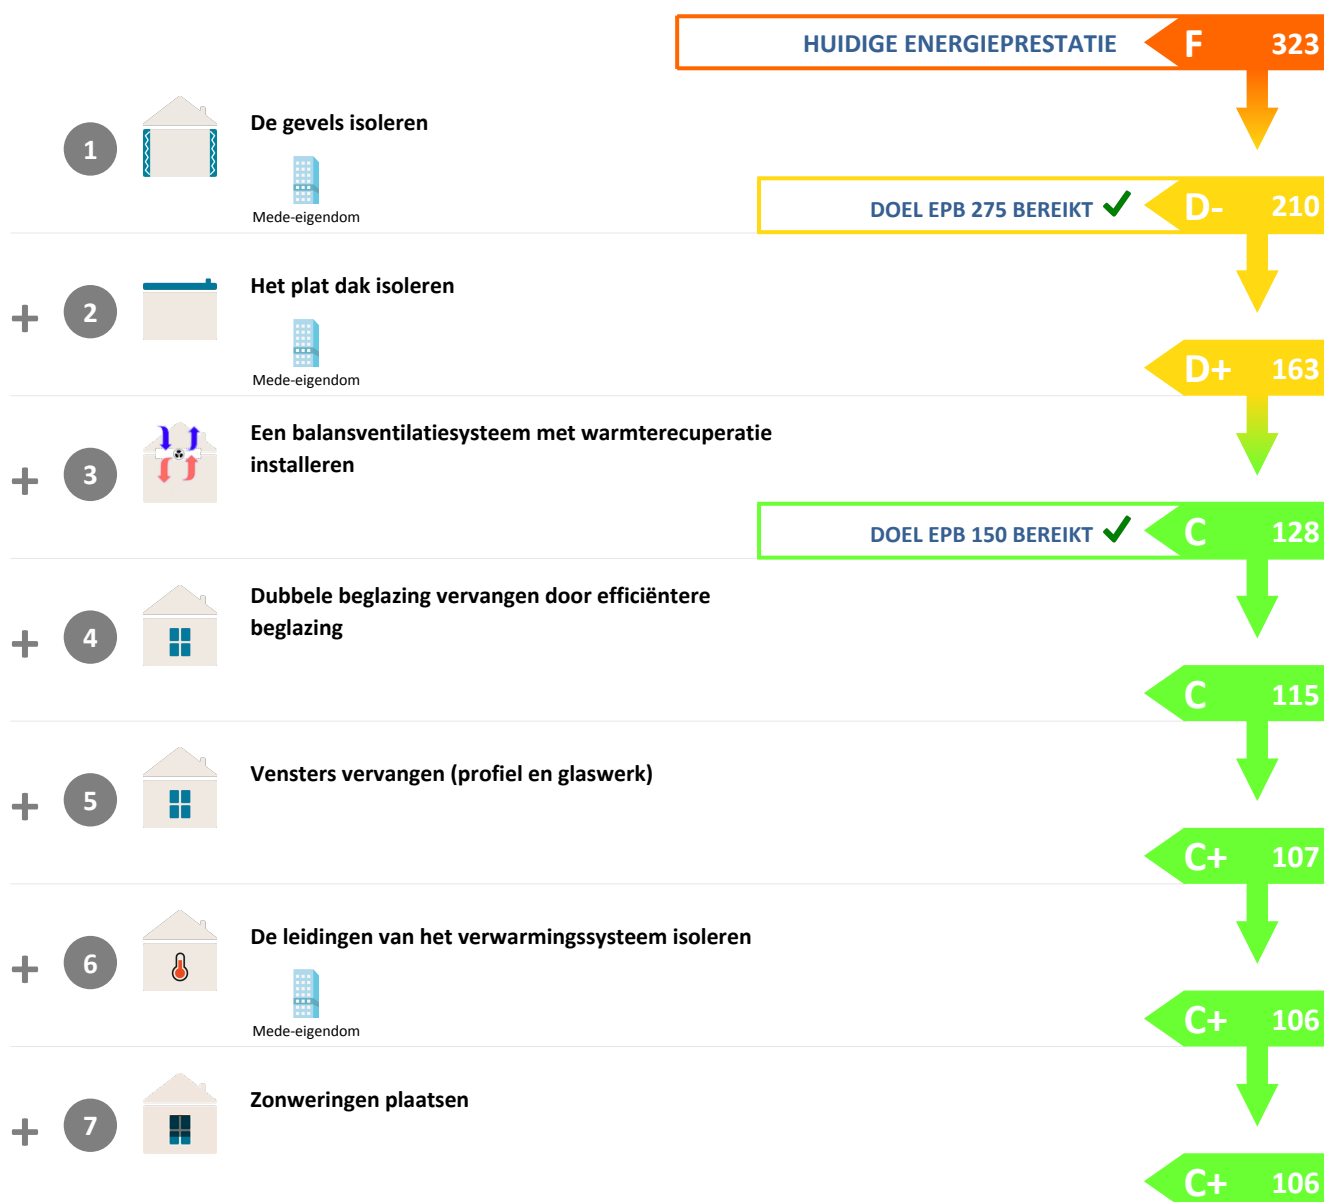 HUIDIGE ENERGIEPRESTATIE F 323
1 De gevels isoleren
Mede-eigendom
DOEL EPB 275 BEREIKT ✔ D- 210
+ 2 Het plat dak isoleren
Mede-eigendom
D+ 163
+ 3 Een balansventilatiesysteem met warmterecuperatie
installeren
DOEL EPB 150 BEREIKT ✔ C 128
+ 4 Dubbele beglazing vervangen door efficiëntere
beglazing
C 115
+ 5 Vensters vervangen (profiel en glaswerk)
C+ 107
+ 6 De leidingen van het verwarmingssysteem isoleren
Mede-eigendom
C+ 106
+ 7 Zonweringen plaatsen
C+ 106